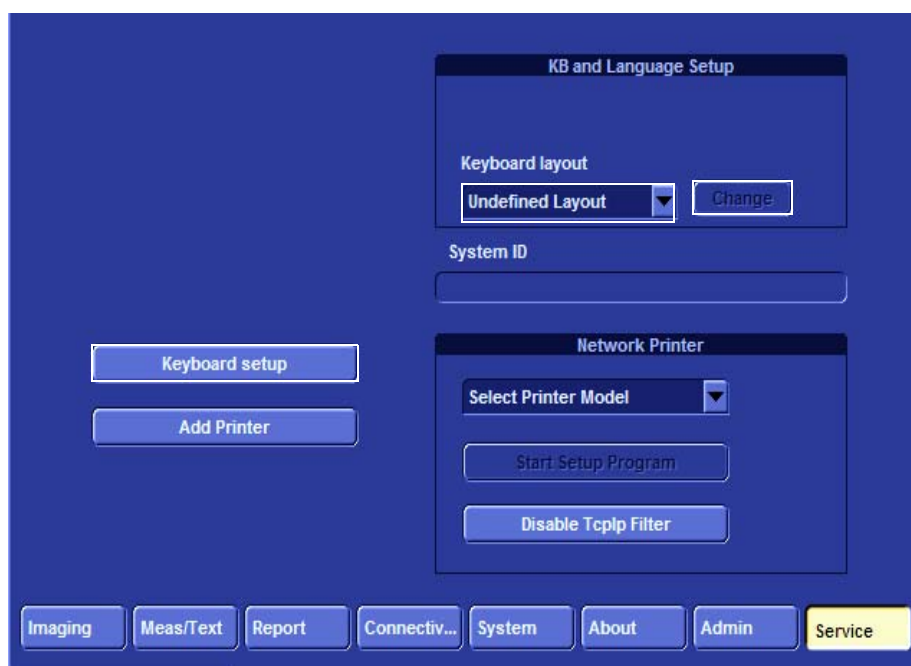 KB and Language Setup
Keyboard layout
Undefined Layout
Change
System ID
Keyboard setup
Add Printer
Network Printer
Select Printer Model
Start Setup Program
Disable TcpIp Filter
Imaging
Meas/Text
Report
Connectiv...
System
About
Admin
Service